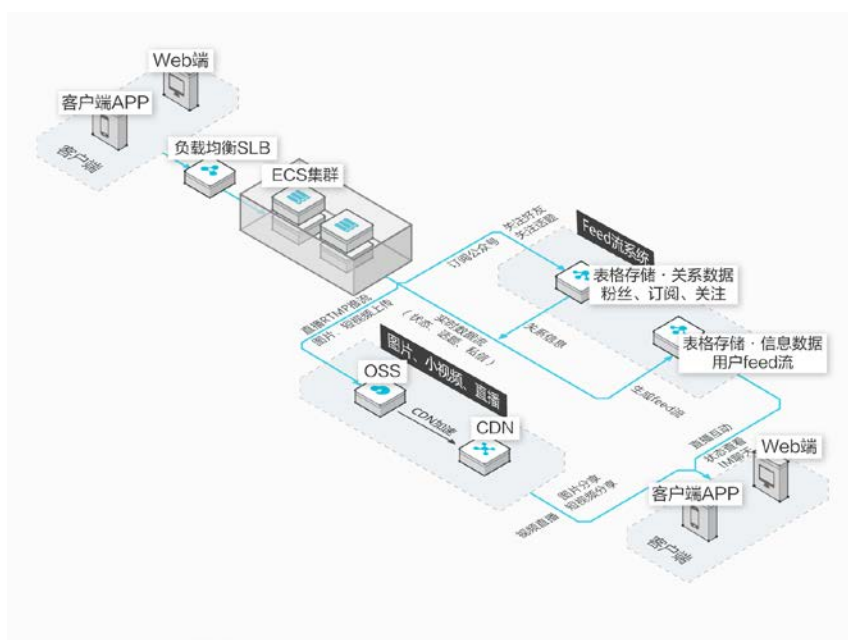 Web端
客户端APP
客户端
负载均衡SLB
ECS集群
关注好友
关注话题
订阅公众号
Feed流系统
表格存储·关系数据
粉丝、订阅、关注
直播RTMP推流
图片、短视频上传
实时数据流
(状态、话题、私信)
关系信息
表格存储·信息数据
用户feed流
图片、小视频、直播
OSS
CDN加速
CDN
生成feed流
直播互动
状态查看
IM聊天
Web端
图片分享
短视频分享
视频直播
客户端APP
客户端